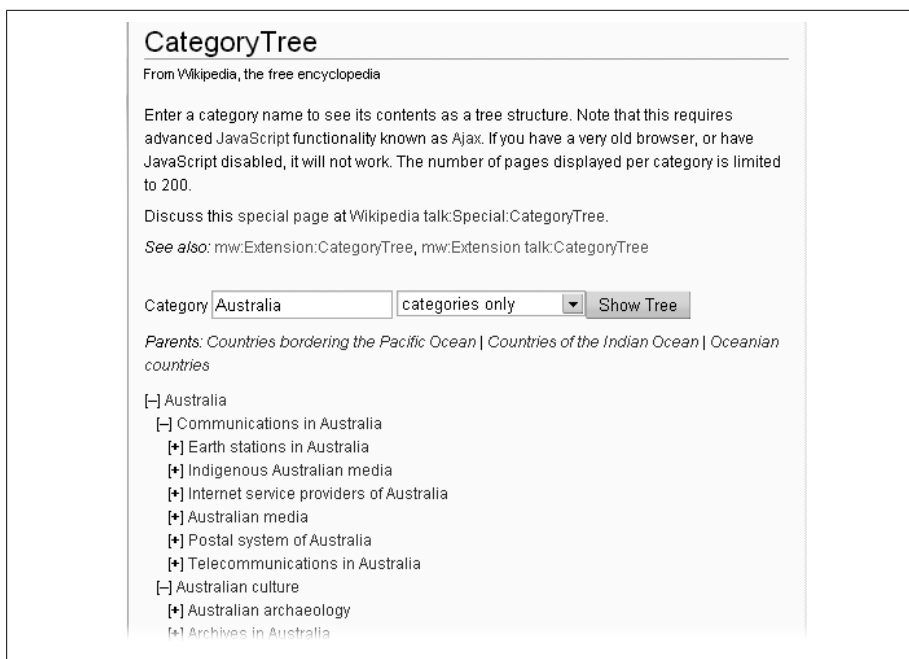 CategoryTree
From Wikipedia, the free encyclopedia
Enter a category name to see its contents as a tree structure. Note that this requires
advanced JavaScript functionality known as Ajax. If you have a very old browser, or have
JavaScript disabled, it will not work. The number of pages displayed per category is limited
to 200.
Discuss this special page at Wikipedia talk:Special:CategoryTree.
See also: mw:Extension:CategoryTree, mw:Extension talk:CategoryTree
Category Australia categories only Show Tree
Parents: Countries bordering the Pacific Ocean | Countries of the Indian Ocean | Oceanian
countries
[–] Australia
[–] Communications in Australia
[+] Earth stations in Australia
[+] Indigenous Australian media
[+] Internet service providers of Australia
[+] Australian media
[+] Postal system of Australia
[+] Telecommunications in Australia
[–] Australian culture
[+] Australian archaeology
[+] Archives in Australia